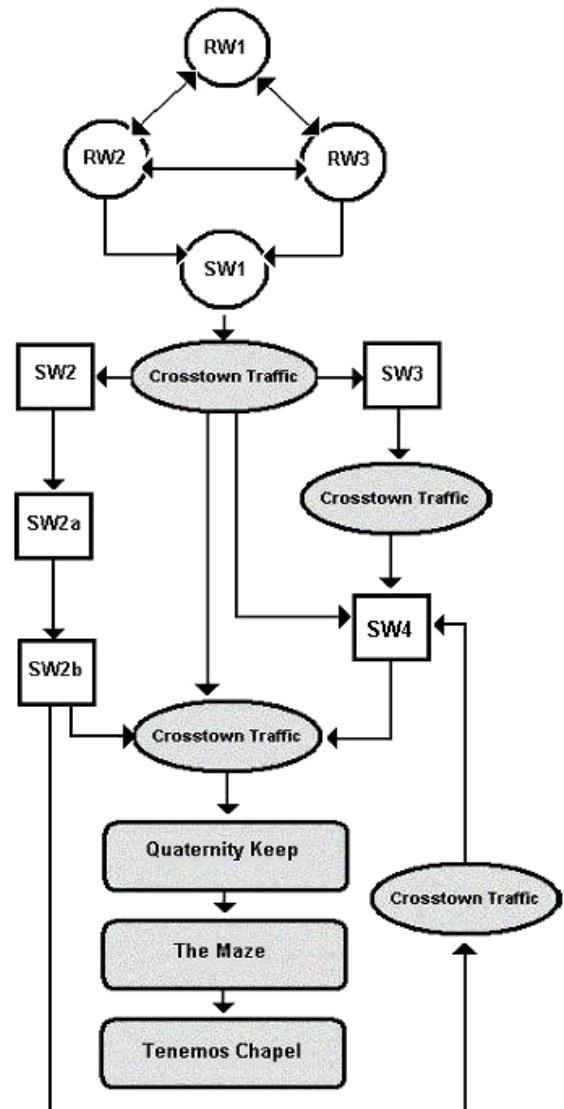 RW1
RW2
RW3
SW1
SW2
Crosstown Traffic
SW3
Crosstown Traffic
SW2a
SW4
SW2b
Crosstown Traffic
Quaternity Keep
Crosstown Traffic
The Maze
Tenemos Chapel